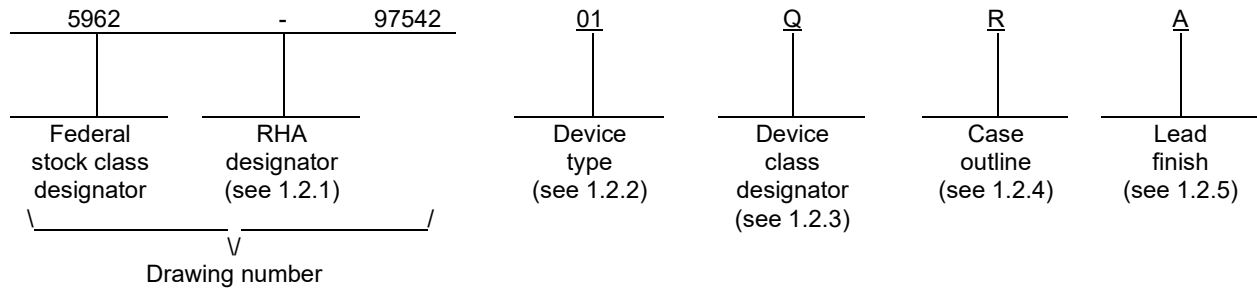 5962 - 97542 01 Q R A
Federal stock class designator
RHA designator (see 1.2.1)
Device type (see 1.2.2)
Device class designator (see 1.2.3)
Case outline (see 1.2.4)
Lead finish (see 1.2.5)
\ /
\/
Drawing number